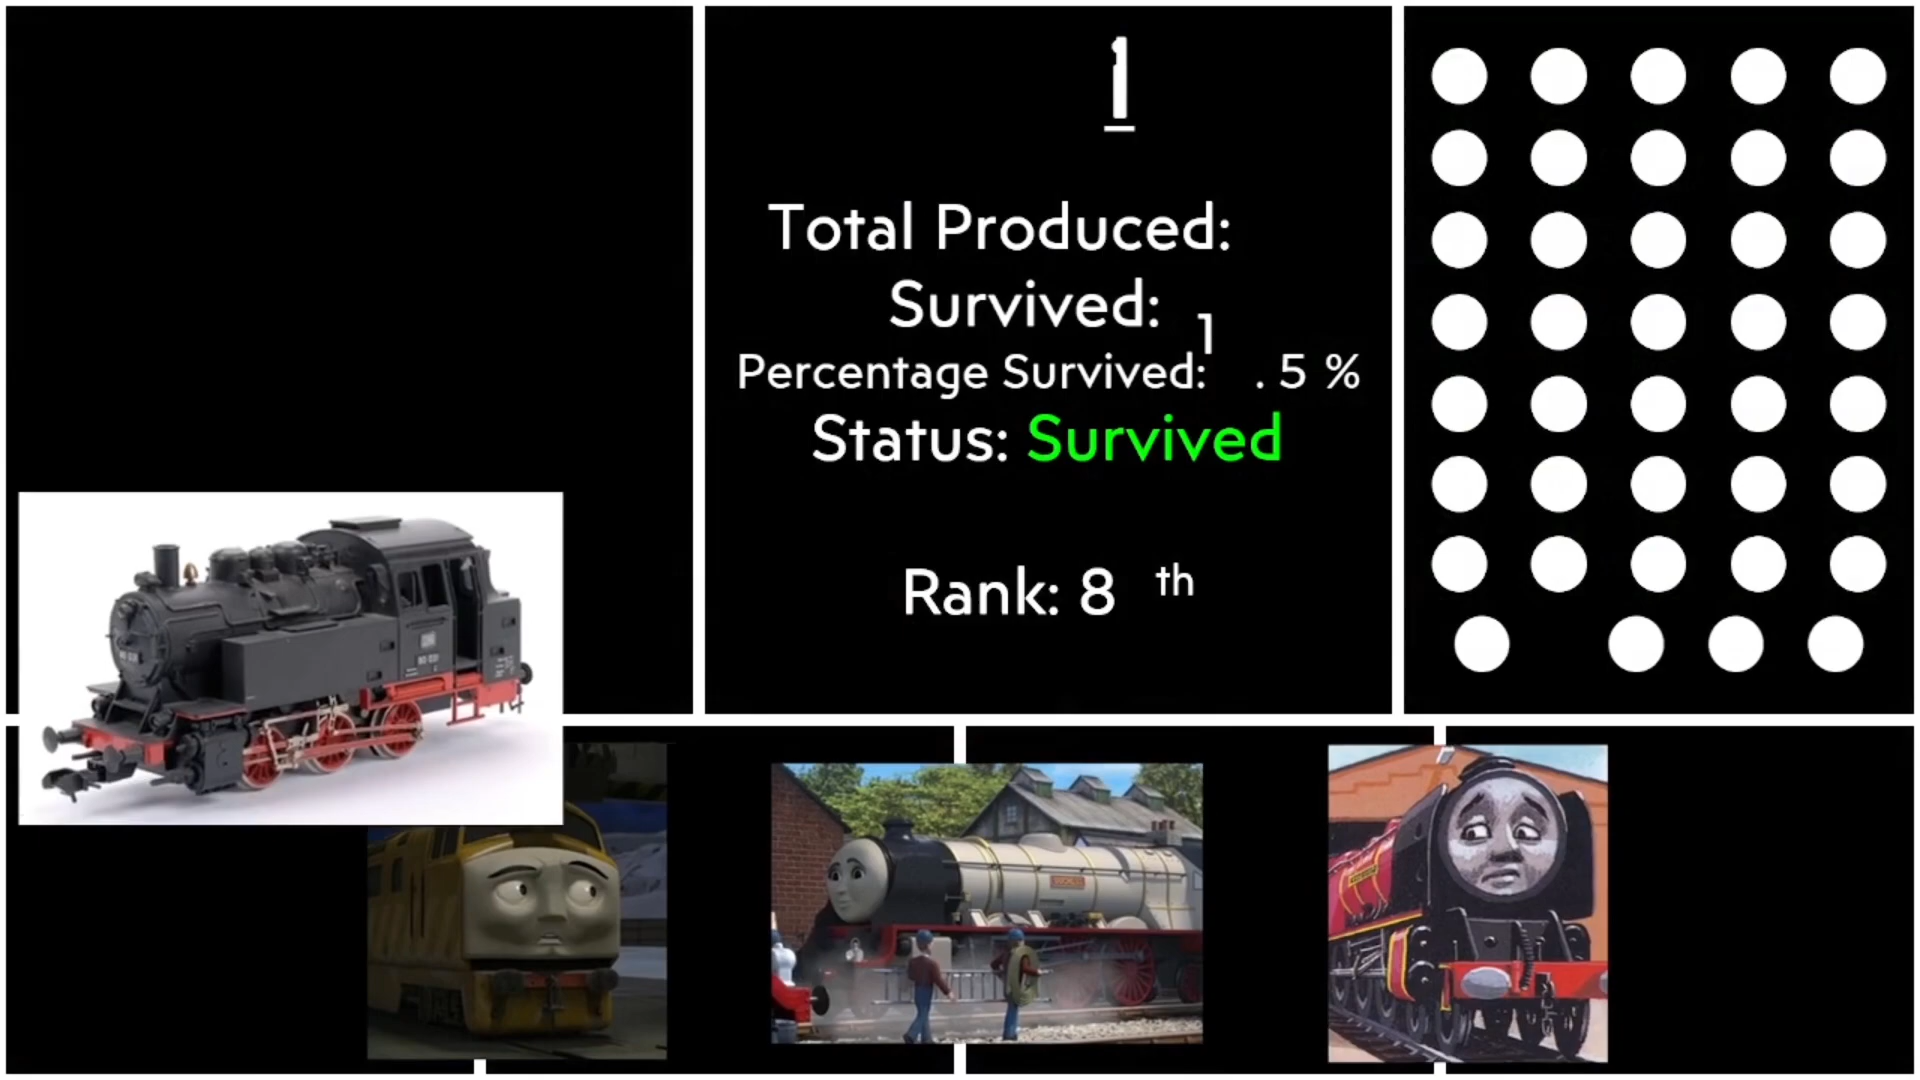 1
Total Produced:
Survived: 1
Percentage Survived: . 5 %
Status: Survived
Rank: 8 th